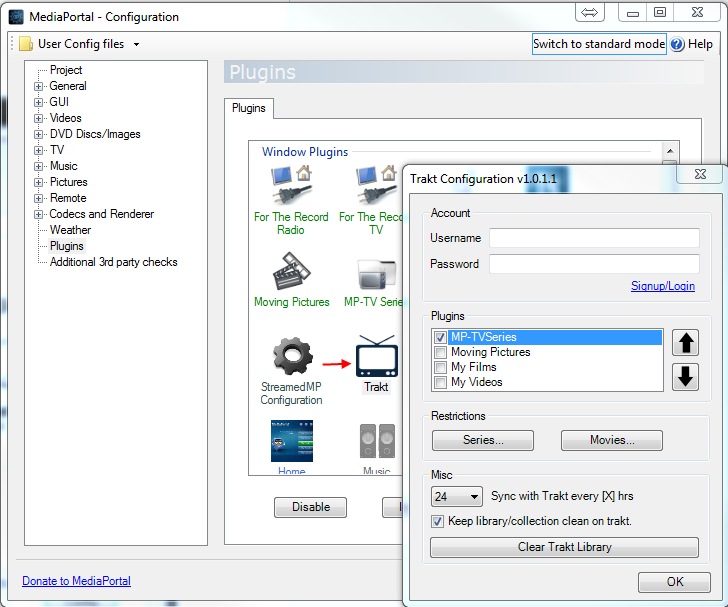 MediaPortal - Configuration
User Config files
Switch to standard mode
Help
Project
General
GUI
Videos
DVD Discs/Images
TV
Music
Pictures
Remote
Codecs and Renderer
Weather
Plugins
Additional 3rd party checks
Plugins
Plugins
Window Plugins
For The Record
Radio
For The Reco
TV
Moving Pictures
MP-TV Serie
StreamedMP
Configuration
Trakt
Home
Music
Disable
Donate to MediaPortal
Trakt Configuration v1.0.1.1
Account
Username
Password
Signup/Login
Plugins
MP-TVSeries
Moving Pictures
My Films
My Videos
Restrictions
Series...
Movies...
Misc
24 Sync with Trakt every [X] hrs
Keep library/collection clean on trakt.
Clear Trakt Library
OK